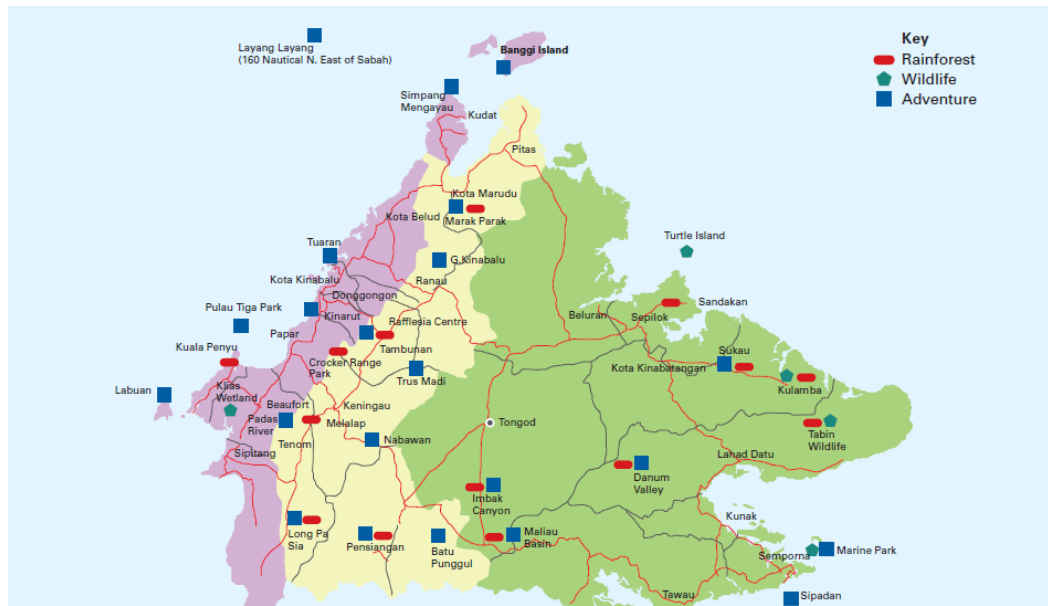 Layang Layang
(160 Nautical N. East of Sabah)
Banggi Island
Key
Rainforest
Wildlife
Adventure
Simpang
Mengayau
Kudat
Pitas
Kota Marudu
Marak Parak
Kota Belud
Tuaran
G.Kinabalu
Ranau
Turtle Island
Kota Kinabalu
Donggongon
Pulau Tiga Park
Kinarut
Rafflesia Centre
Papar
Beluran
Sepilok
Sandakan
Kuala Penyu
Crocker Range
Park
Tambunan
Trus Madi
Sukau
Kota Kinabatangan
Kulamba
Labuan
Klias
Wetland
Beaufort
Keningau
Padas
River
Melalap
Tenom
Nabawan
Tongod
Tabin
Wildlife
Sipitang
Lahad Datu
Danum
Valley
Imbak
Canyon
Long Pa
Sia
Pensiangan
Batu
Punggul
Maliau
Basin
Kunak
Semporna
Marine Park
Tawau
Sipadan